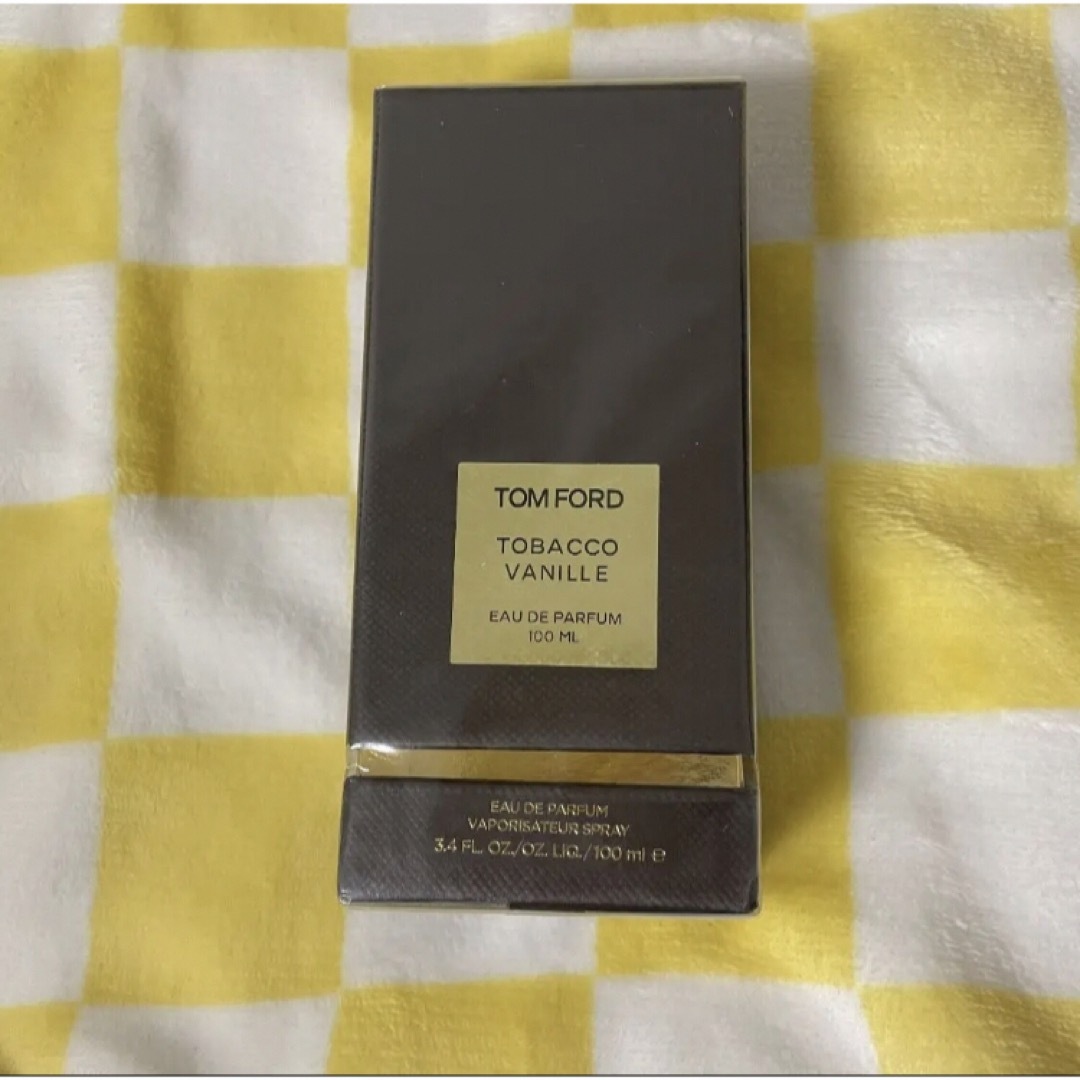 TOM FORD
TOBACCO
VANILLE
EAU DE PARFUM
100 ML
EAU DE PARFUM
VAPORISATEUR SPRAY
3.4 FL. OZ./OZ. LIQ./100 ml ℮